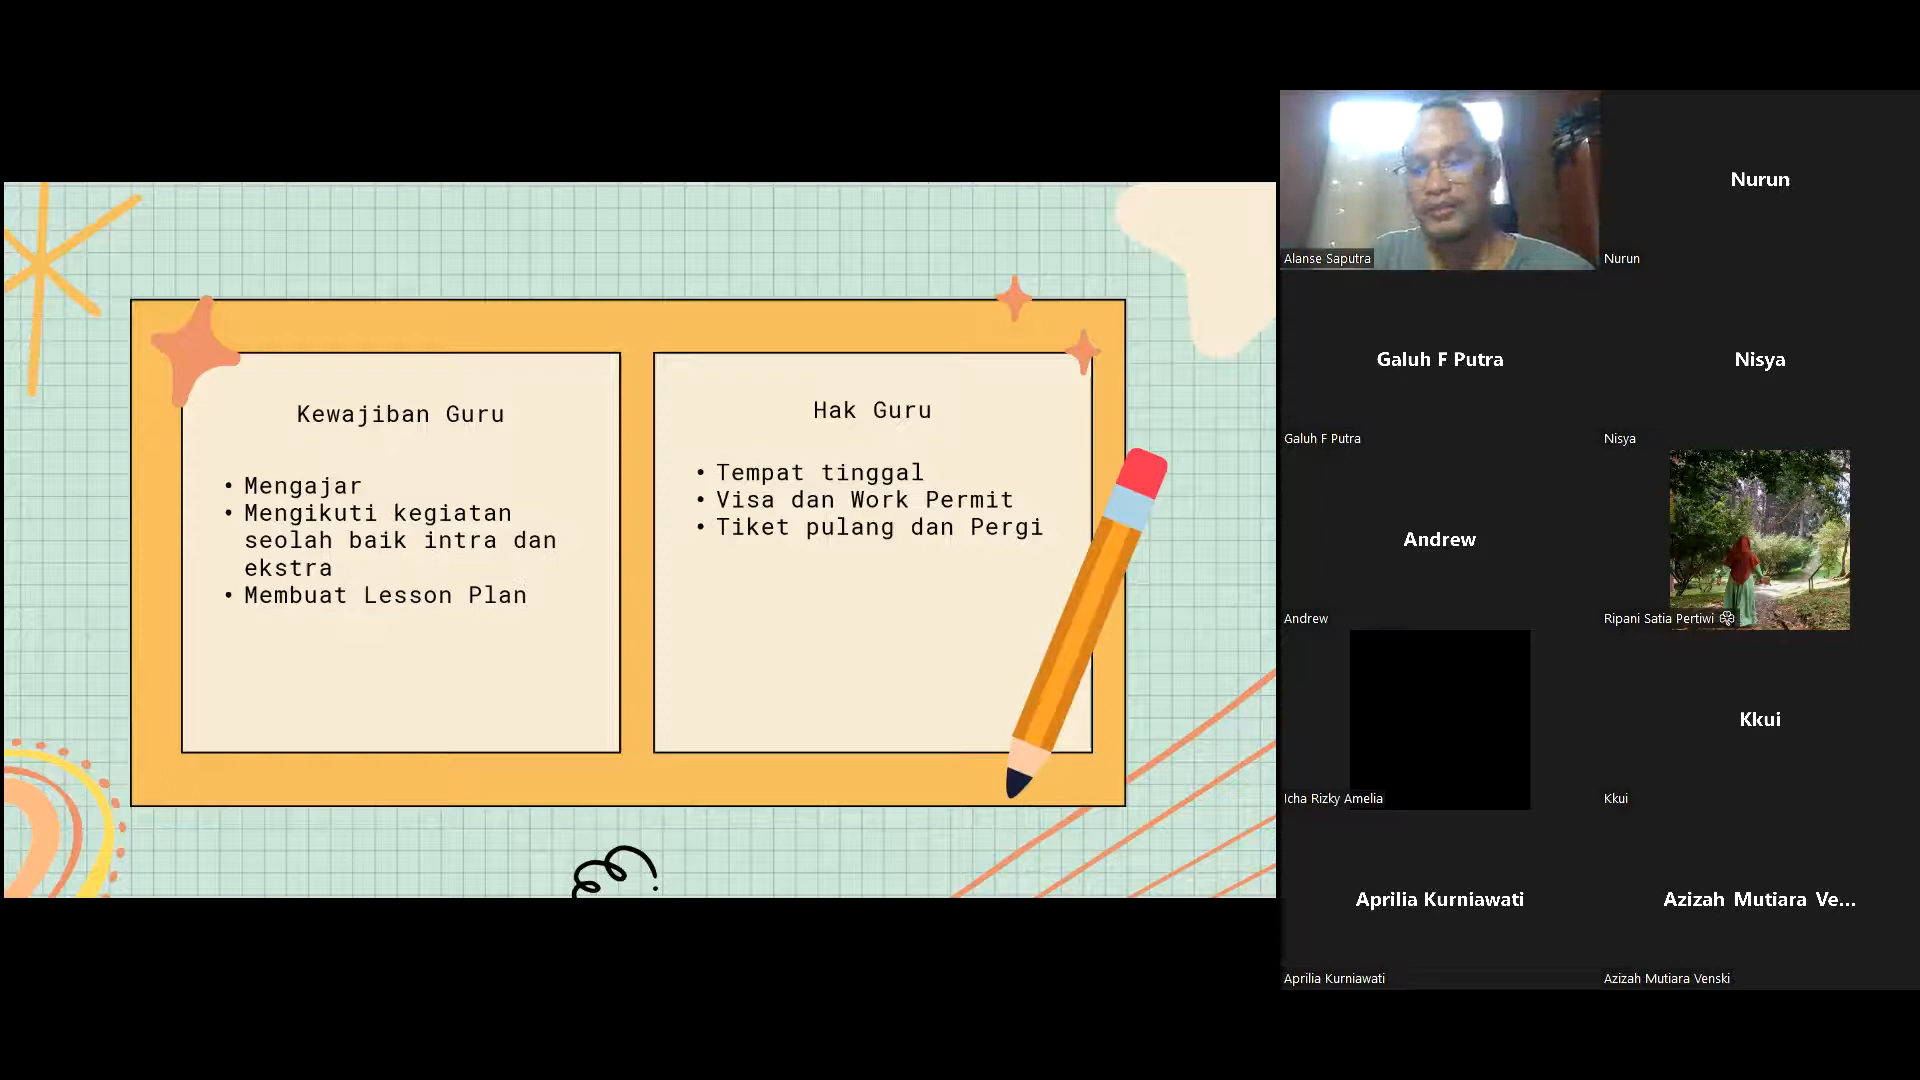 Kewajiban Guru
• Mengajar
• Mengikuti kegiatan
seolah baik intra dan
ekstra
• Membuat Lesson Plan
Hak Guru
• Tempat tinggal
• Visa dan Work Permit
• Tiket pulang dan Pergi
Alanse Saputra
Nurun
Nurun
Galuh F Putra
Galuh F Putra
Nisya
Nisya
Andrew
Andrew
Ripani Satia Pertiwi
Icha Rizky Amelia
Kkui
Kkui
Aprilia Kurniawati
Aprilia Kurniawati
Azizah Mutiara Ve...
Azizah Mutiara Venski